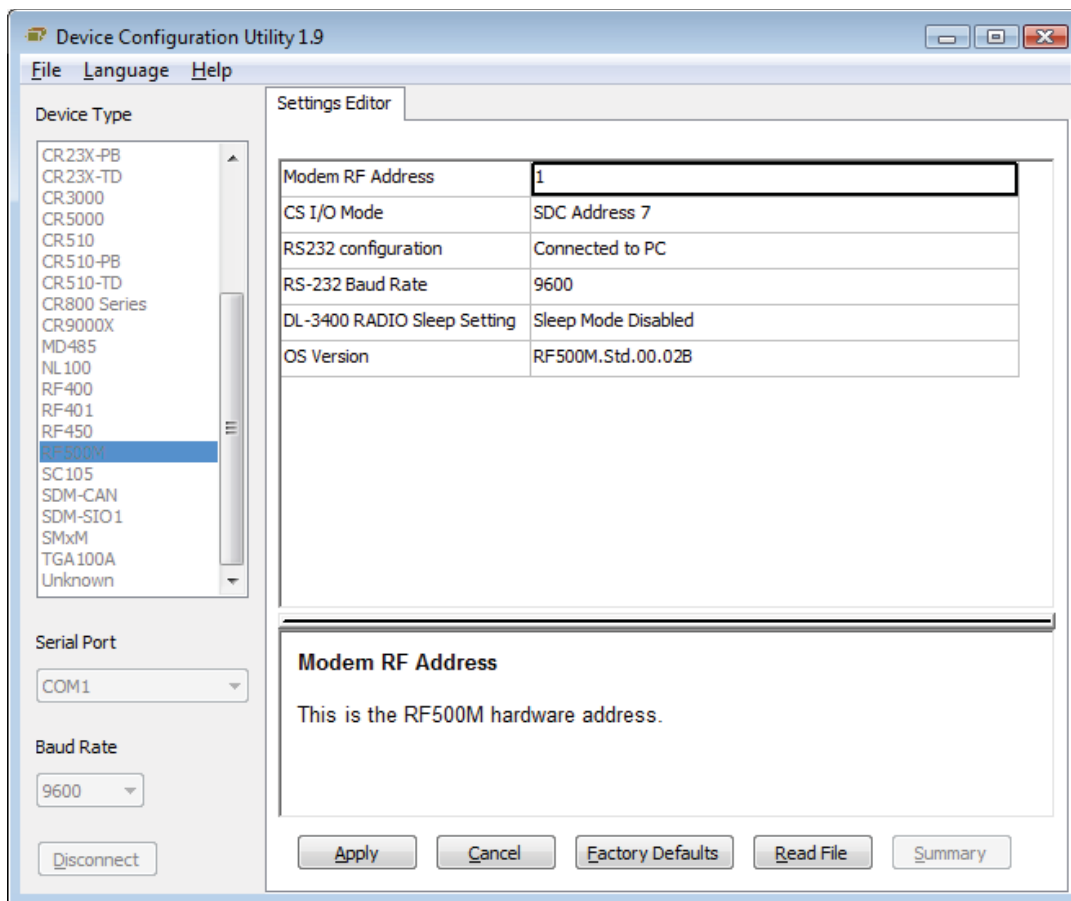 Device Configuration Utility 1.9
File Language Help
Device Type
CR23X-PB
CR23X-TD
CR3000
CR5000
CR510
CR510-PB
CR510-TD
CR800 Series
CR9000X
MD485
NL100
RF400
RF401
RF450
RF500M
SC105
SDM-CAN
SDM-SIO1
SMxM
TGA100A
Unknown
Serial Port
COM1
Baud Rate
9600
Disconnect
Settings Editor
Modem RF Address 1
CS I/O Mode SDC Address 7
RS232 configuration Connected to PC
RS-232 Baud Rate 9600
DL-3400 RADIO Sleep Setting Sleep Mode Disabled
OS Version RF500M.Std.00.02B
Modem RF Address
This is the RF500M hardware address.
Apply Cancel Factory Defaults Read File Summary